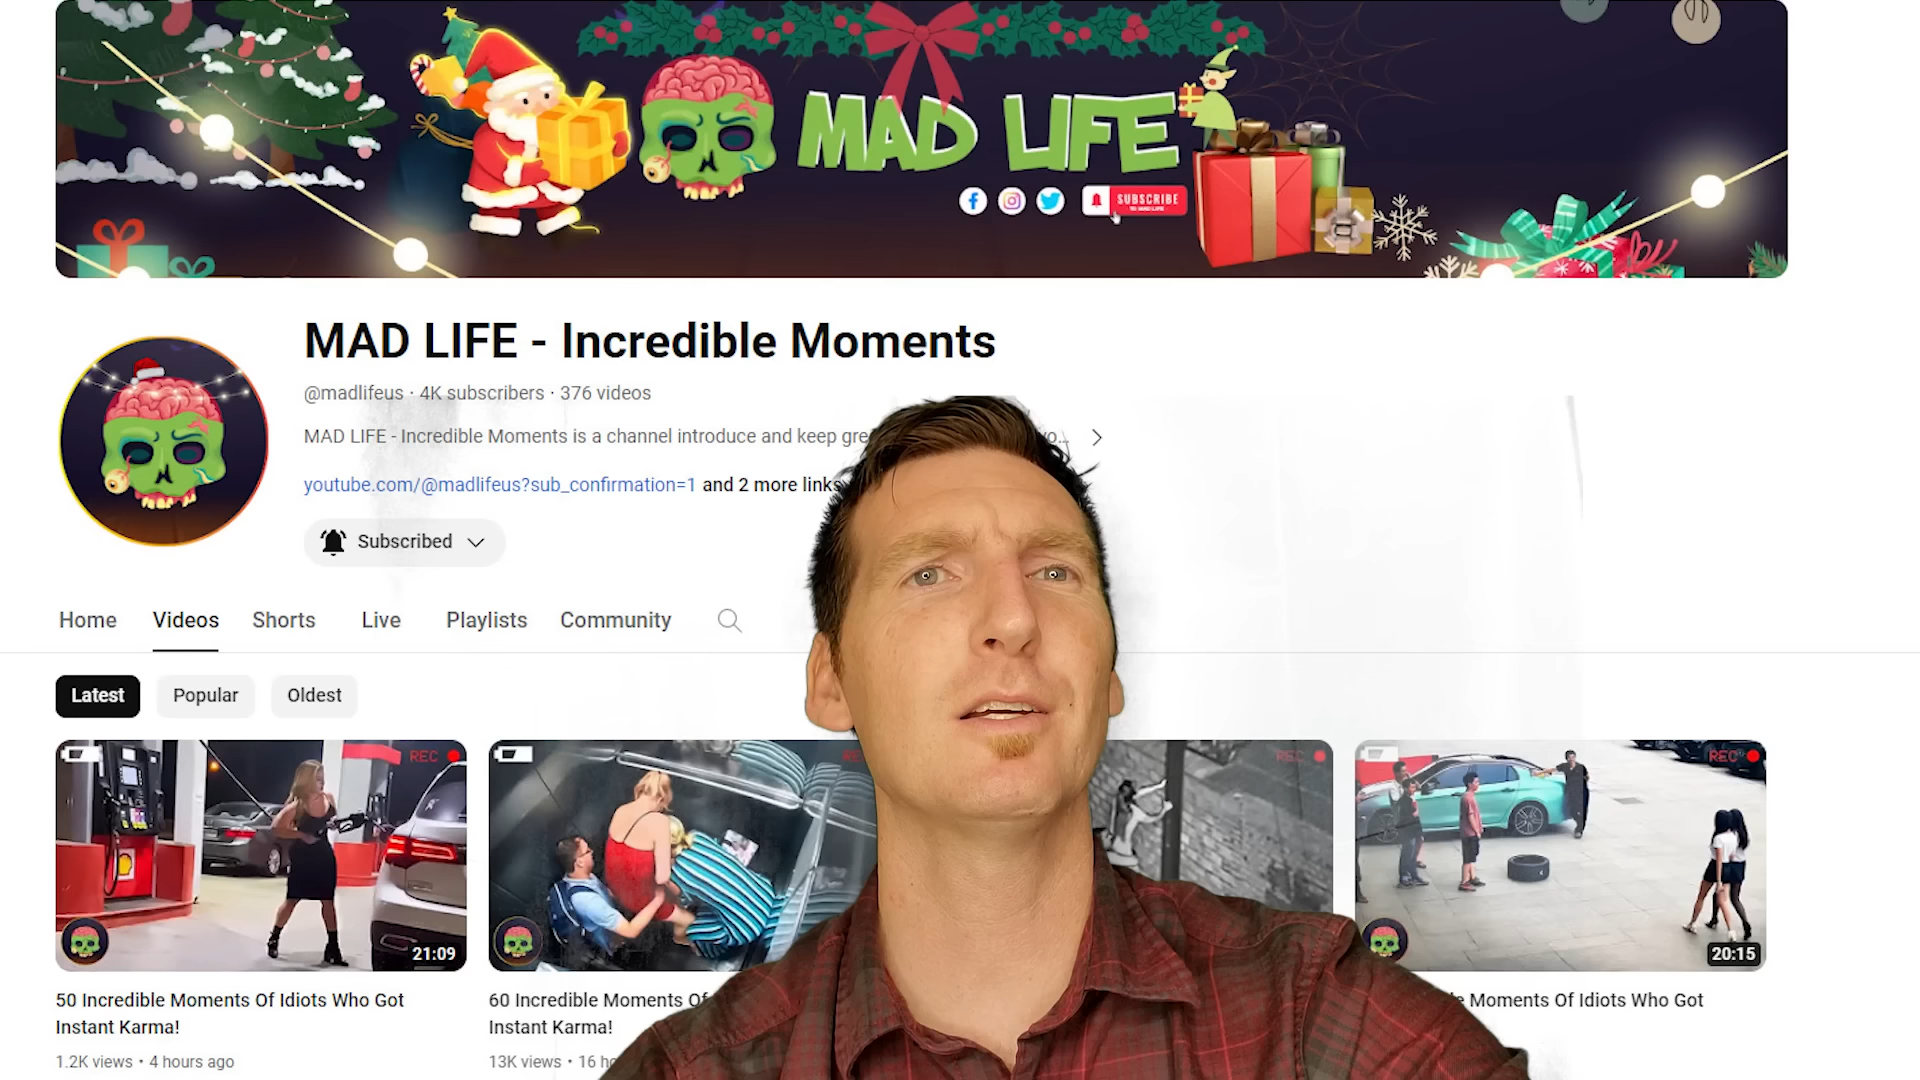 MAD LIFE
SUBSCRIBE
MAD LIFE - Incredible Moments
@madlifeus · 4K subscribers · 376 videos
MAD LIFE - Incredible Moments is a channel introduce and keep
youtube.com/@madlifeus?sub_confirmation=1 and 2 more links
Subscribed
Home Videos Shorts Live Playlists Community
Latest Popular Oldest
REC REC REC REC
21:09 20:15
50 Incredible Moments Of Idiots Who Got
Instant Karma!
1.2K views • 4 hours ago
60 Incredible Moments Of
Instant Karma!
13K views • 16
Moments Of Idiots Who Got